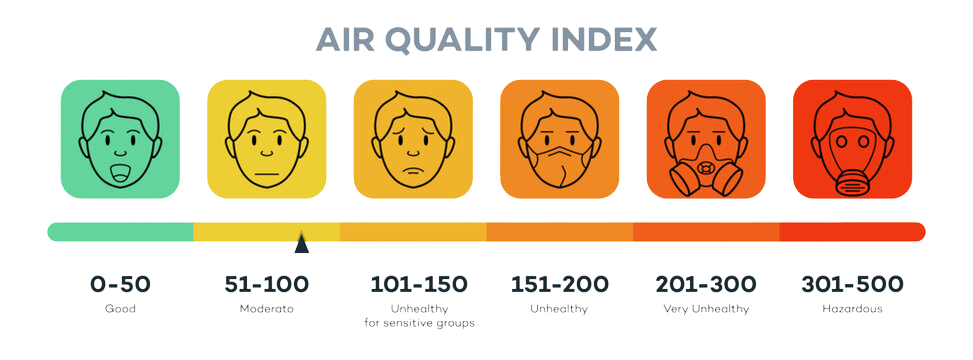 AIR QUALITY INDEX
0-50
Good
51-100
Moderato
101-150
Unhealthy
for sensitive groups
151-200
Unhealthy
201-300
Very Unhealthy
301-500
Hazardous